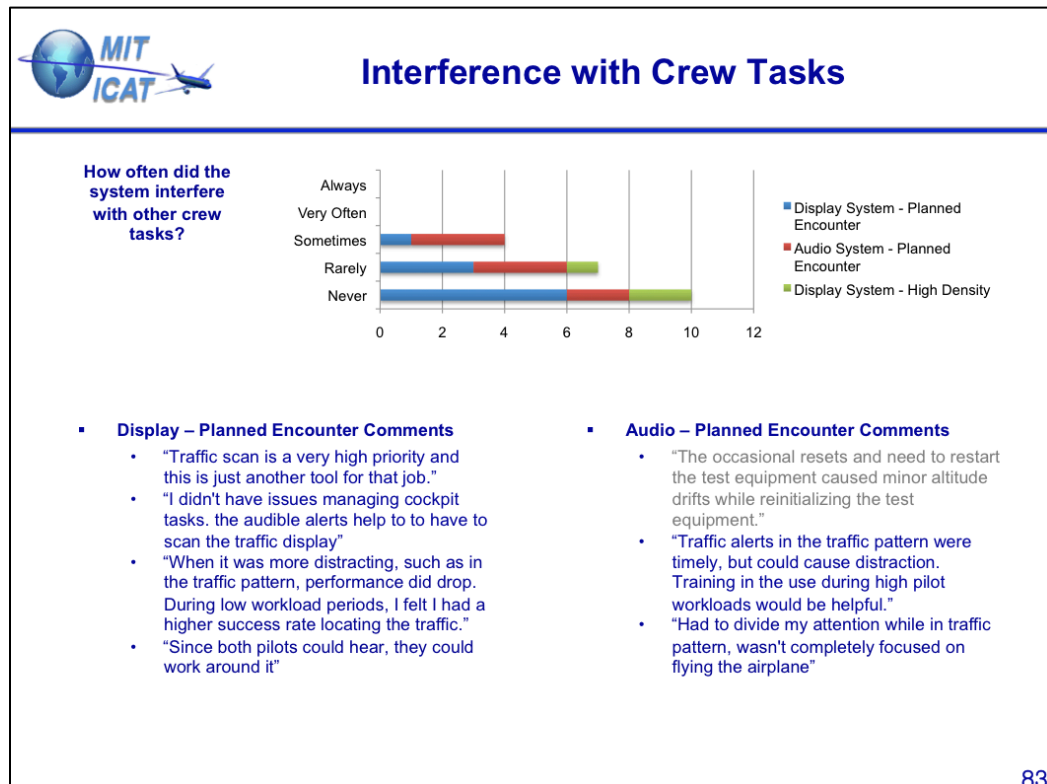 MIT
ICAT
Interference with Crew Tasks
How often did the
system interfere
with other crew
tasks?
Always
Very Often
Sometimes
Rarely
Never
0 2 4 6 8 10 12
Display System - Planned
Encounter
Audio System - Planned
Encounter
Display System - High Density
▪ Display – Planned Encounter Comments
• “Traffic scan is a very high priority and
this is just another tool for that job.”
• “I didn't have issues managing cockpit
tasks. the audible alerts help to to have to
scan the traffic display”
• “When it was more distracting, such as in
the traffic pattern, performance did drop.
During low workload periods, I felt I had a
higher success rate locating the traffic.”
• “Since both pilots could hear, they could
work around it”
▪ Audio – Planned Encounter Comments
• “The occasional resets and need to restart
the test equipment caused minor altitude
drifts while reinitializing the test
equipment.”
• “Traffic alerts in the traffic pattern were
timely, but could cause distraction.
Training in the use during high pilot
workloads would be helpful.”
• “Had to divide my attention while in traffic
pattern, wasn't completely focused on
flying the airplane”
83